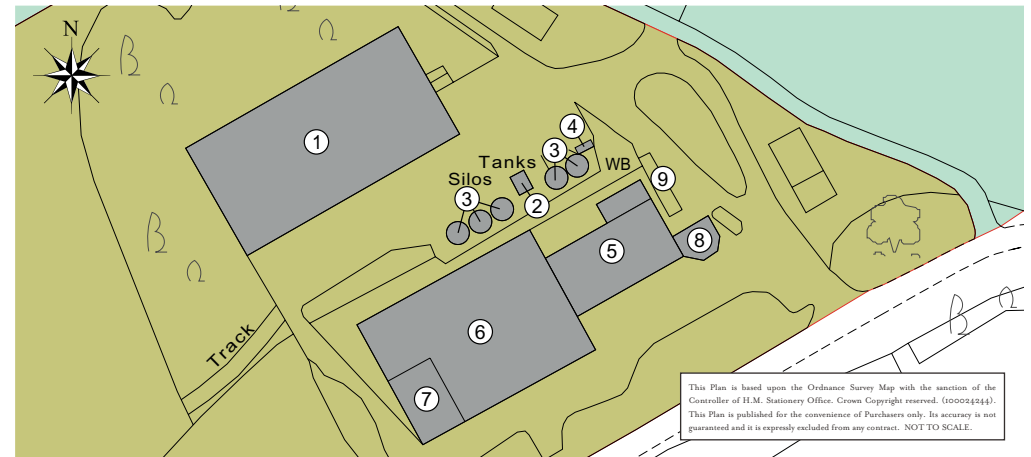 N
1
4
3
Tanks
WB
Silos
9
3
2
8
5
6
Track
7
This Plan is based upon the Ordnance Survey Map with the sanction of the
Controller of H.M. Stationery Office. Crown Copyright reserved. (100024244).
This Plan is published for the convenience of Purchasers only. Its accuracy is not
guaranteed and it is expressly excluded from any contract. NOT TO SCALE.